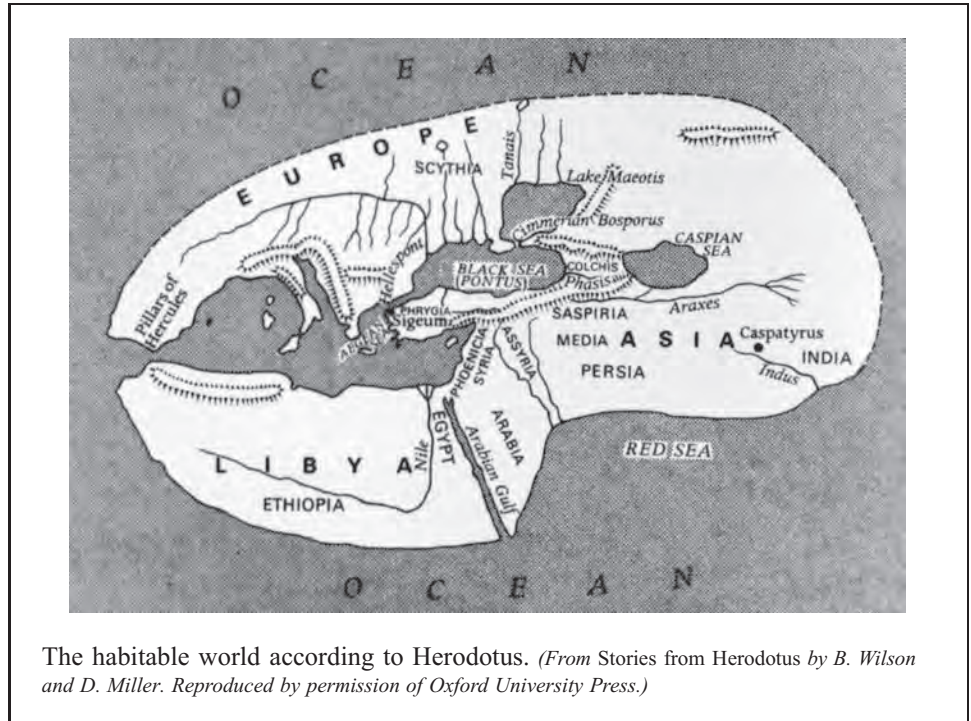 OCEAN
EUROPE
SCYTHIA
Tanais
Lake Maeotis
Cimmerian Bosporus
CASPIAN
SEA
Pillars of
Hercules
Hellespont
BLACK SEA
(PONTUS)
COLCHIS
Phasis
PHRYGIA
Sigeum
AEGEAN
SASPIRIA
Araxes
MEDIA
ASIA
Caspatyrus
PERSIA
INDIA
Indus
PHOENICIA
SYRIA
ASSYRIA
ARABIA
Arabian Gulf
EGYPT
Nile
RED SEA
LIBYA
ETHIOPIA
OCEAN
The habitable world according to Herodotus. (From Stories from Herodotus by B. Wilson
and D. Miller. Reproduced by permission of Oxford University Press.)